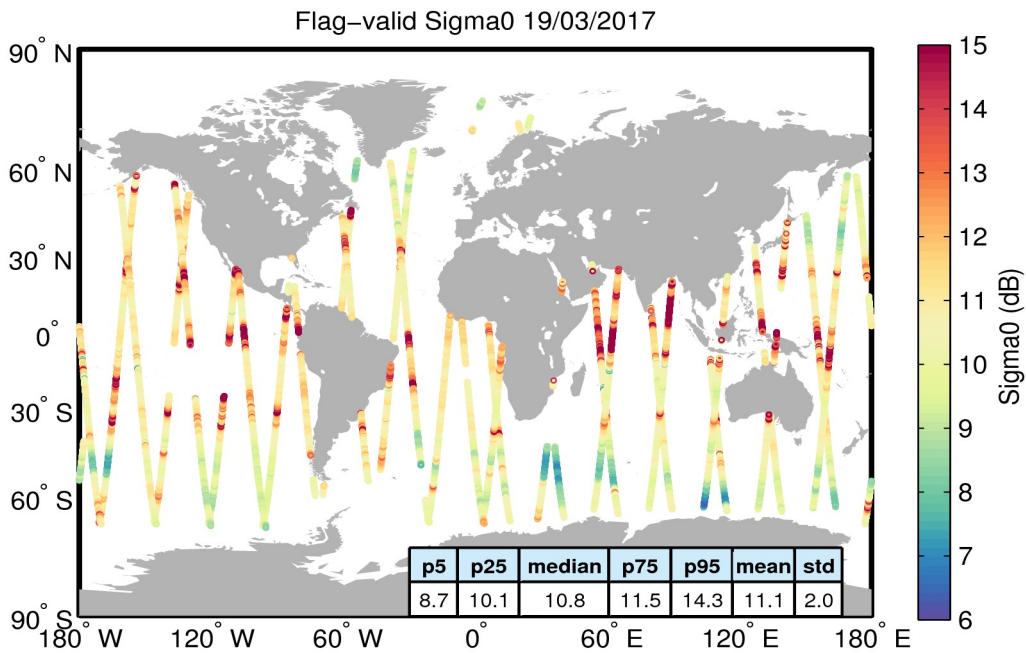 Flag−valid Sigma0 19/03/2017
90° N
60° N
30° N
0°
30° S
60° S
90° S
180° W
120° W
60° W
0°
60° E
120° E
180° E
15
14
13
12
11
10
9
8
7
6
Sigma0 (dB)
p5 p25 median p75 p95 mean std
8.7 10.1 10.8 11.5 14.3 11.1 2.0